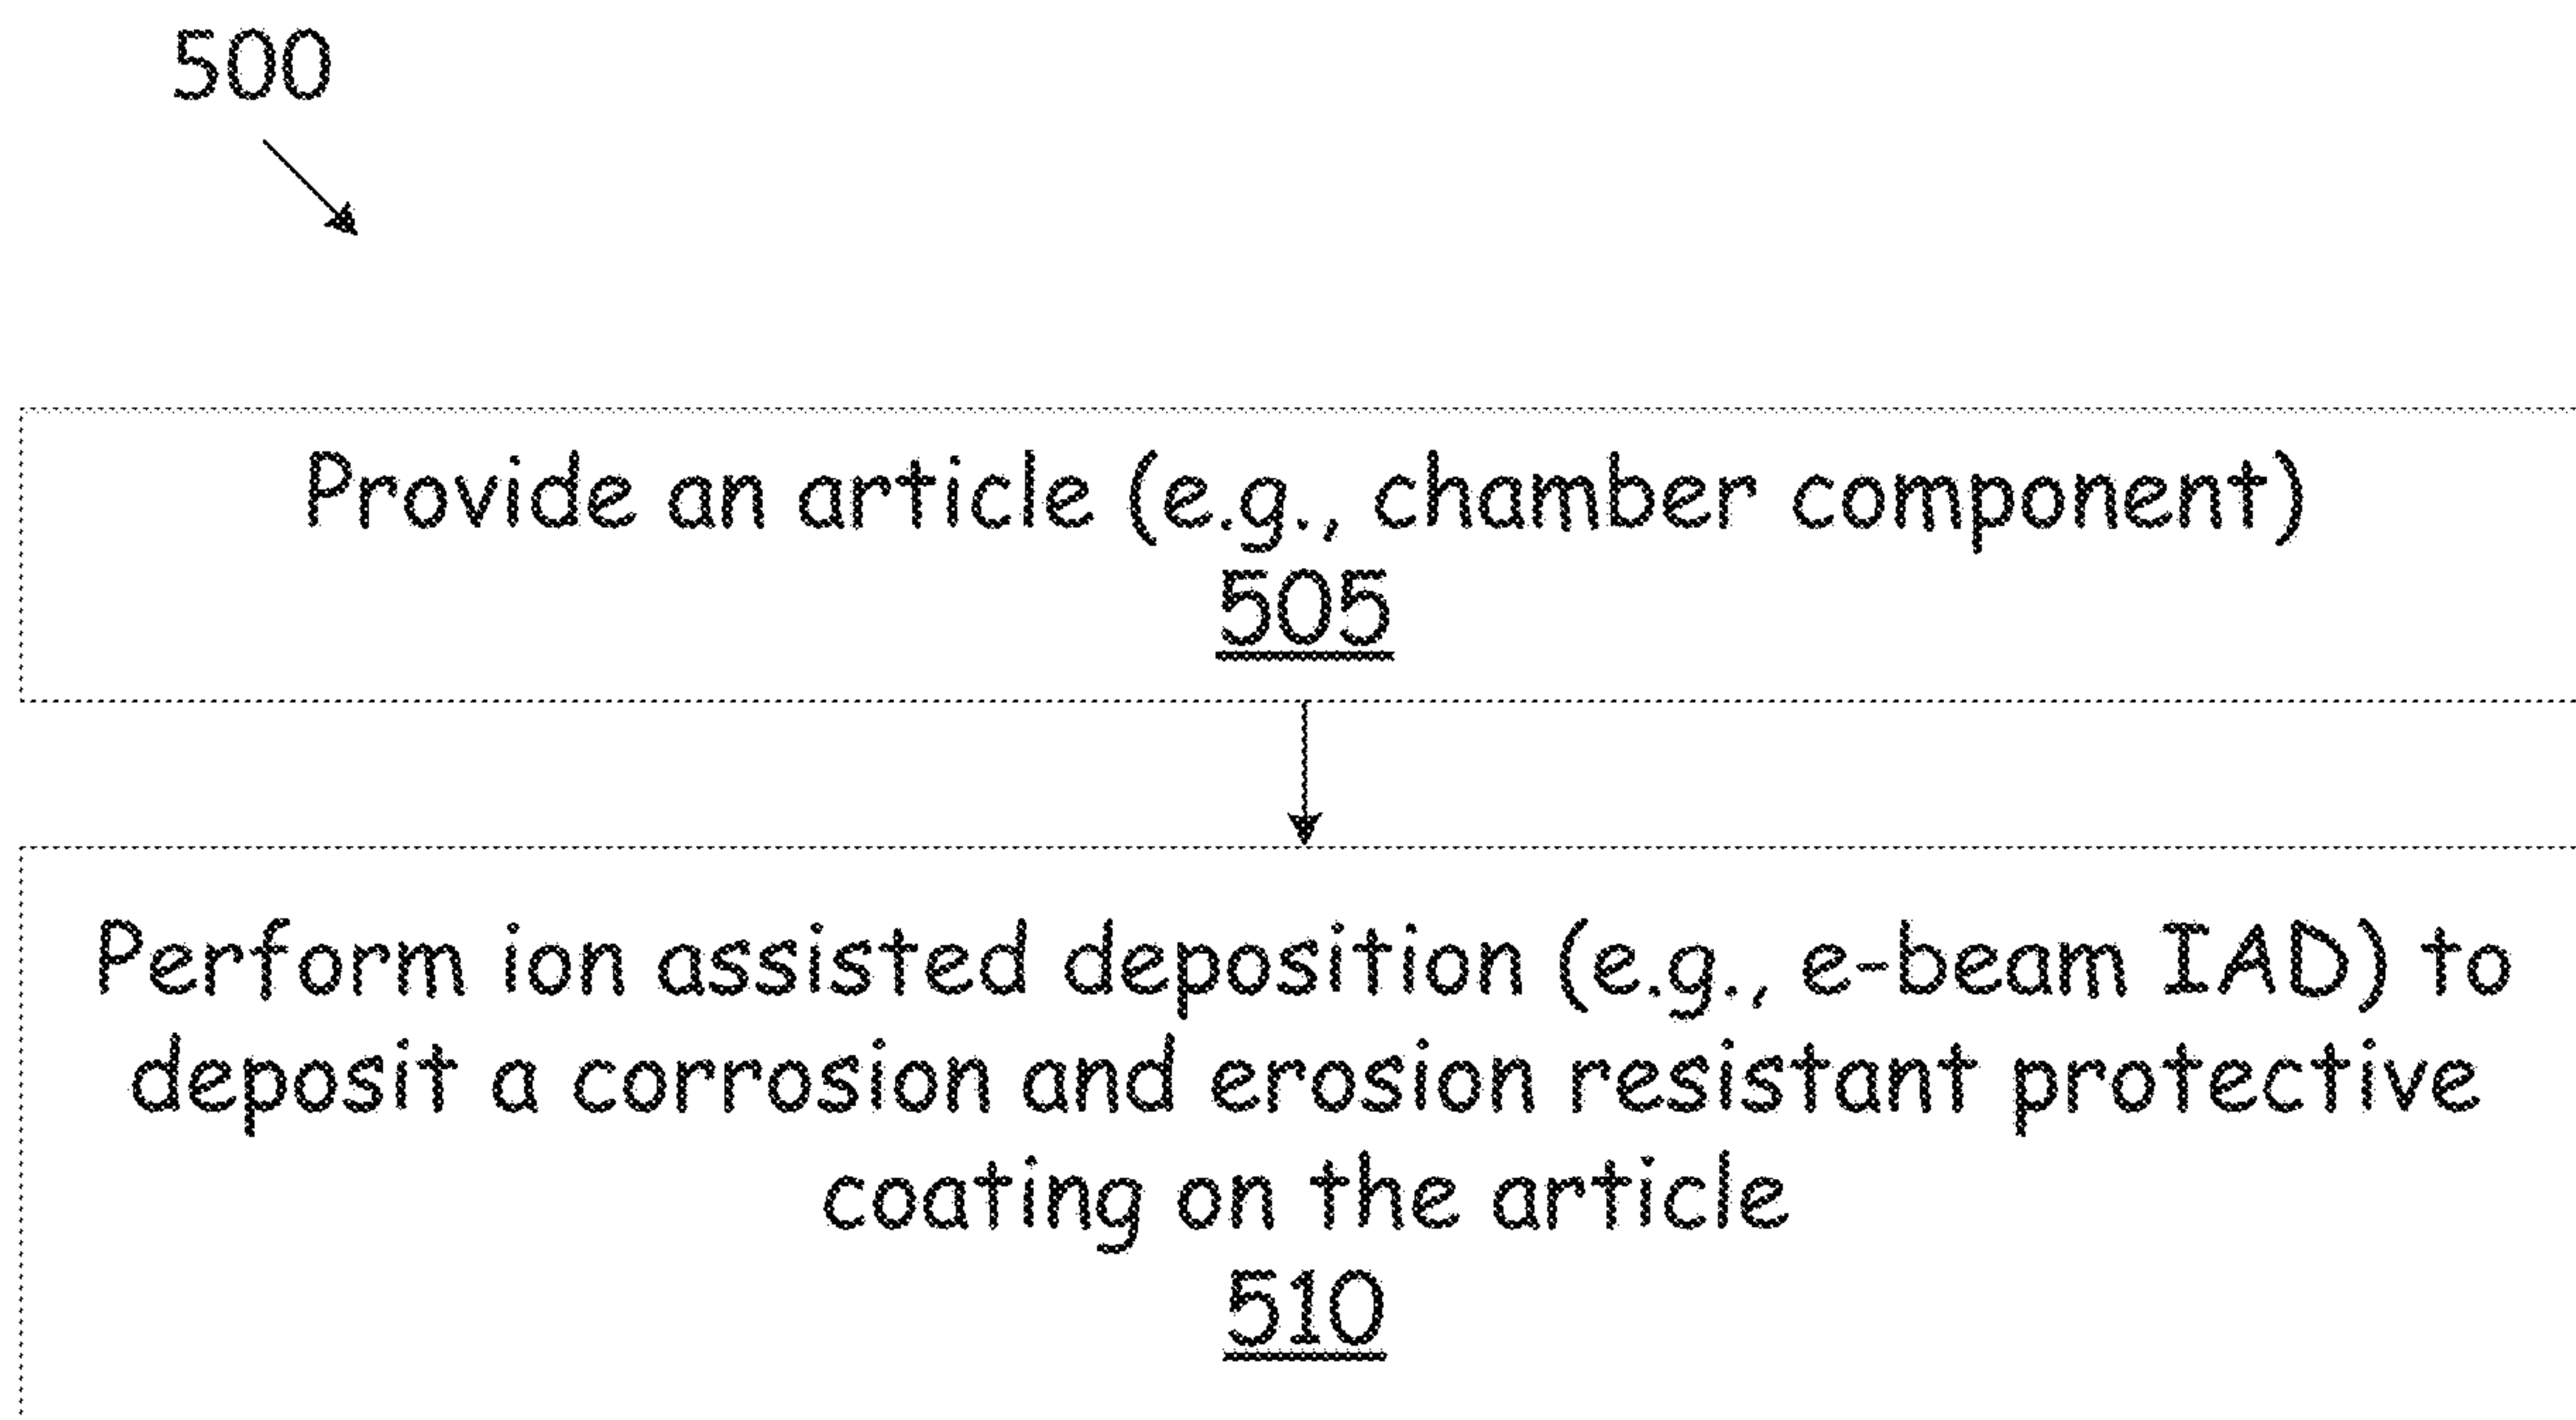 500
Provide an article (e.g., chamber component)
505
Perform ion assisted deposition (e.g., e-beam IAD) to
deposit a corrosion and erosion resistant protective
coating on the article
510